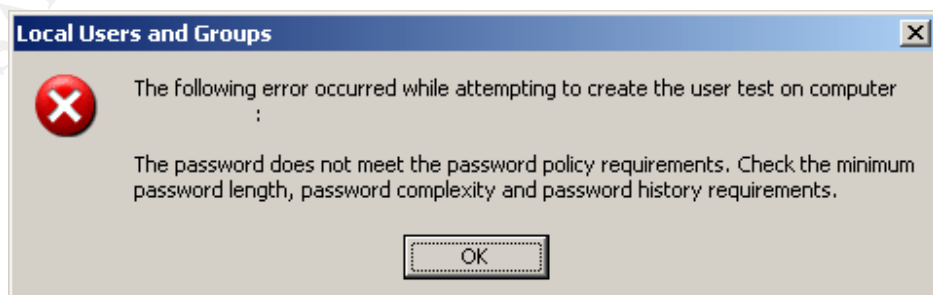 Local Users and Groups
The following error occurred while attempting to create the user test on computer
:
The password does not meet the password policy requirements. Check the minimum
password length, password complexity and password history requirements.
OK